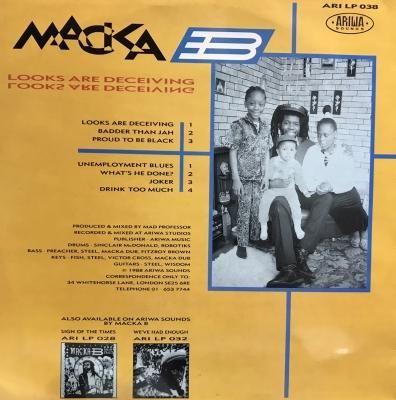 ARI LP 038
MACKA B
ARIWA
SOUNDS
LOOKS ARE DECEIVING
LOOKS ARE DECEIVING
LOOKS ARE DECEIVING 1
BADDER THAN JAH 2
PROUD TO BE BLACK 3
UNEMPLOYMENT BLUES 1
WHAT'S HE DONE? 2
JOKER 3
DRINK TOO MUCH 4
PRODUCED & MIXED BY MAD PROFESSOR
RECORDED & MIXED AT ARIWA STUDIOS
PUBLISHER - ARIWA MUSIC
DRUMS - SINCLAIR McDONALD, ROBOTIKS
BASS - PREACHER, STEEL, MACKA DUB, FITZROY BROWN
KEYS - FISH, STEEL, VICTOR CROSS, MACKA DUB
GUITARS - STEEL, WISDOM
© 1988 ARIWA SOUNDS
CORRESPONDENCE ONLY TO:
34 WHITEHORSE LANE, LONDON SE25 6RE
TELEPHONE 01 - 653 7744
ALSO AVAILABLE ON ARIWA SOUNDS
BY MACKA B
SIGN OF THE TIMES WE'VE HAD ENOUGH
ARI LP 028 ARI LP 032
MACKA-B